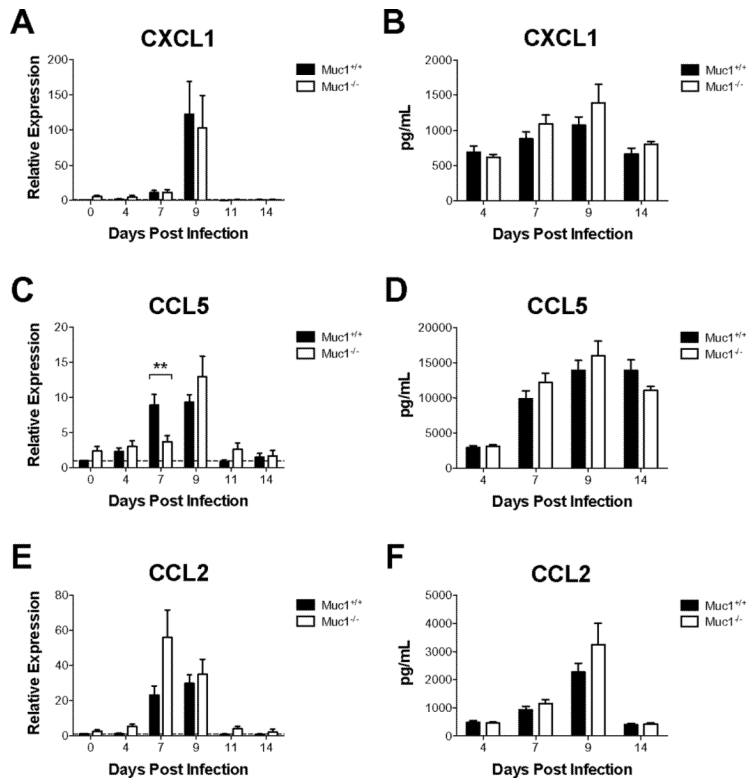 A
CXCL1
Relative Expression
200
150
100
50
0
0 4 7 9 11 14
Days Post Infection
Muc1+/+
Muc1-/-
B
CXCL1
pg/mL
2000
1500
1000
500
0
4 7 9 14
Days Post Infection
Muc1+/+
Muc1-/-
C
CCL5
Relative Expression
20
15
10
5
0
**
0 4 7 9 11 14
Days Post Infection
Muc1+/+
Muc1-/-
D
CCL5
pg/mL
20000
15000
10000
5000
0
4 7 9 14
Days Post Infection
Muc1+/+
Muc1-/-
E
CCL2
Relative Expression
80
60
40
20
0
0 4 7 9 11 14
Days Post Infection
Muc1+/+
Muc1-/-
F
CCL2
pg/mL
5000
4000
3000
2000
1000
0
4 7 9 14
Days Post Infection
Muc1+/+
Muc1-/-